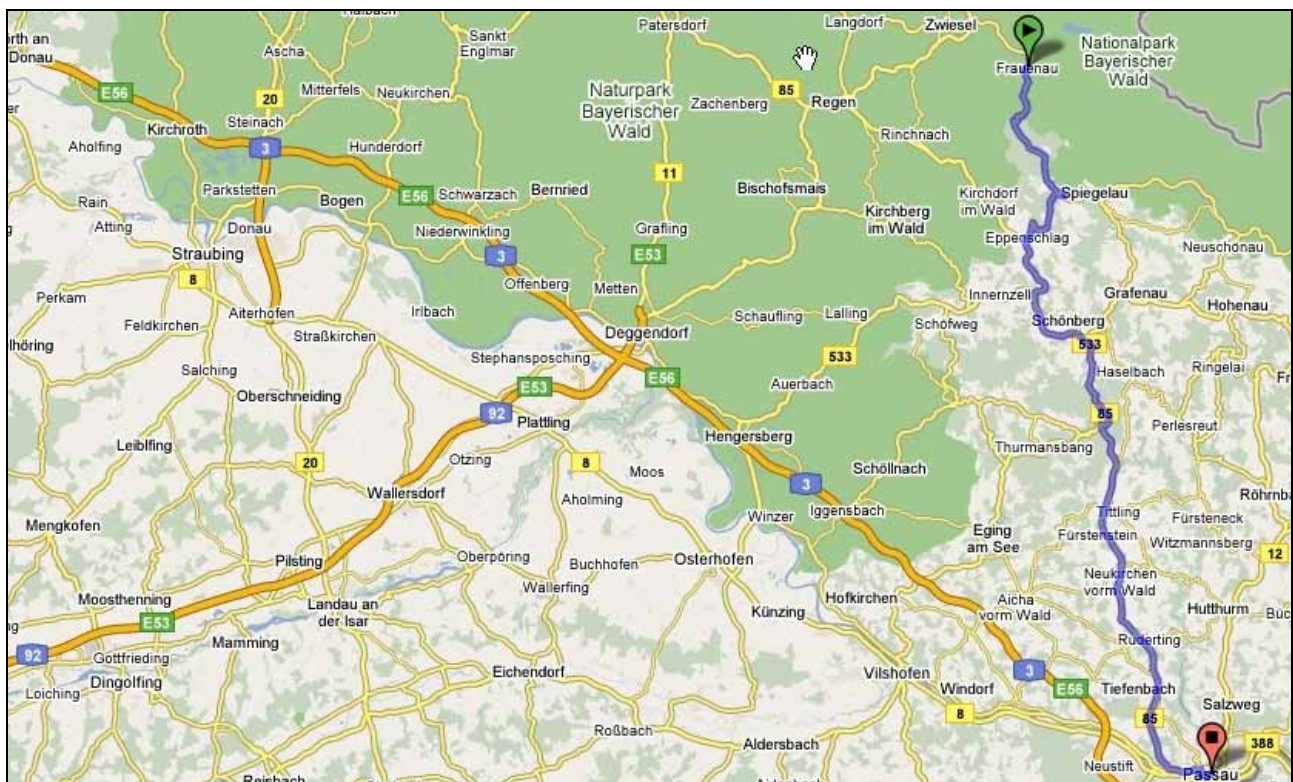 Haibach
Patersdorf
Langdorf
Zwiesel
Sankt
Englmar
Ascha
Donau
Frauenau
Nationalpark
Bayerischer
Wald
E56
20
Mitterfels
Neukirchen
Naturpark
Bayerischer
Wald
85
Zachenberg
Regen
Kirchroth
Steinach
Aholfing
3
Hunderdorf
Rinchnach
Parkstetten
E56
Schwarzach
Bernried
11
Bischofsmais
Kirchdorf
im Wald
Spiegelau
Rain
Bogen
Atting
Donau
Niederwinkling
Grafling
Kirchberg
im Wald
Eppenschlag
Neuschonau
Straubing
8
3
E53
Offenberg
Metten
Innernzell
Grafenau
Hohenau
Perkam
Aiterhofen
Irlbach
Schaufling
Lalling
Schöfweg
Schönberg
Feldkirchen
Straßkirchen
Deggendorf
533
533
Stephansposching
Salching
E53
E56
Auerbach
Haselbach
Ringelai
Oberschneiding
92
Plattling
85
Perlesreut
Leiblfing
20
Otzing
8
Moos
Hengersberg
Thurmansbang
Schöllnach
Wallersdorf
Aholming
3
Iggensbach
Mengkofen
Winzer
Tittling
Fürsteneck
Eging
am See
Fürstenstein
Witzmannsberg
12
Pilsting
Oberpöring
Buchhofen
Osterhofen
Neukirchen
vorm Wald
Moosthenning
Wallerfing
Landau an
der Isar
Künzing
Hofkirchen
Aicha
vorm Wald
Hutthurm
E53
Mamming
Ruderting
92
Gottfrieding
Dingolfing
Loiching
Eichendorf
Vilshofen
3
E56
Windorf
8
Tiefenbach
Salzweg
85
Roßbach
Aldersbach
388
Neustift
Passau
Reisbach